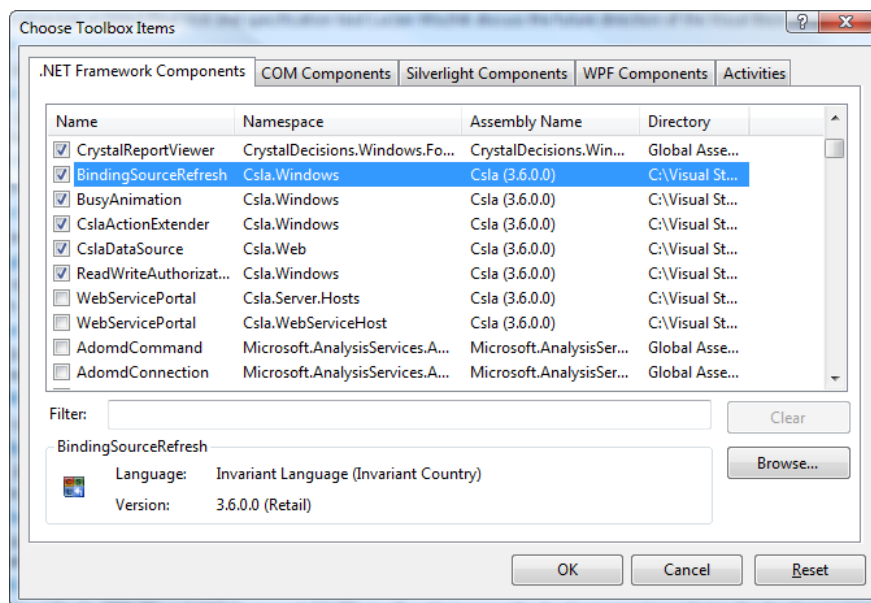 Choose Toolbox Items
.NET Framework Components COM Components Silverlight Components WPF Components Activities
Name Namespace Assembly Name Directory
CrystalReportViewer CrystalDecisions.Windows.Fo... CrystalDecisions.Win... Global Asse...
BindingSourceRefresh Csla.Windows Csla (3.6.0.0) C:\Visual St...
BusyAnimation Csla.Windows Csla (3.6.0.0) C:\Visual St...
CslaActionExtender Csla.Windows Csla (3.6.0.0) C:\Visual St...
CslaDataSource Csla.Web Csla (3.6.0.0) C:\Visual St...
ReadWriteAuthorizat... Csla.Windows Csla (3.6.0.0) C:\Visual St...
WebServicePortal Csla.Server.Hosts Csla (3.6.0.0) C:\Visual St...
WebServicePortal Csla.WebServiceHost Csla (3.6.0.0) C:\Visual St...
AdomdCommand Microsoft.AnalysisServices.A... Microsoft.AnalysisSer... Global Asse...
AdomdConnection Microsoft.AnalysisServices.A... Microsoft.AnalysisSer... Global Asse...
Filter: Clear
BindingSourceRefresh
Language: Invariant Language (Invariant Country)
Version: 3.6.0.0 (Retail)
Browse...
OK Cancel Reset